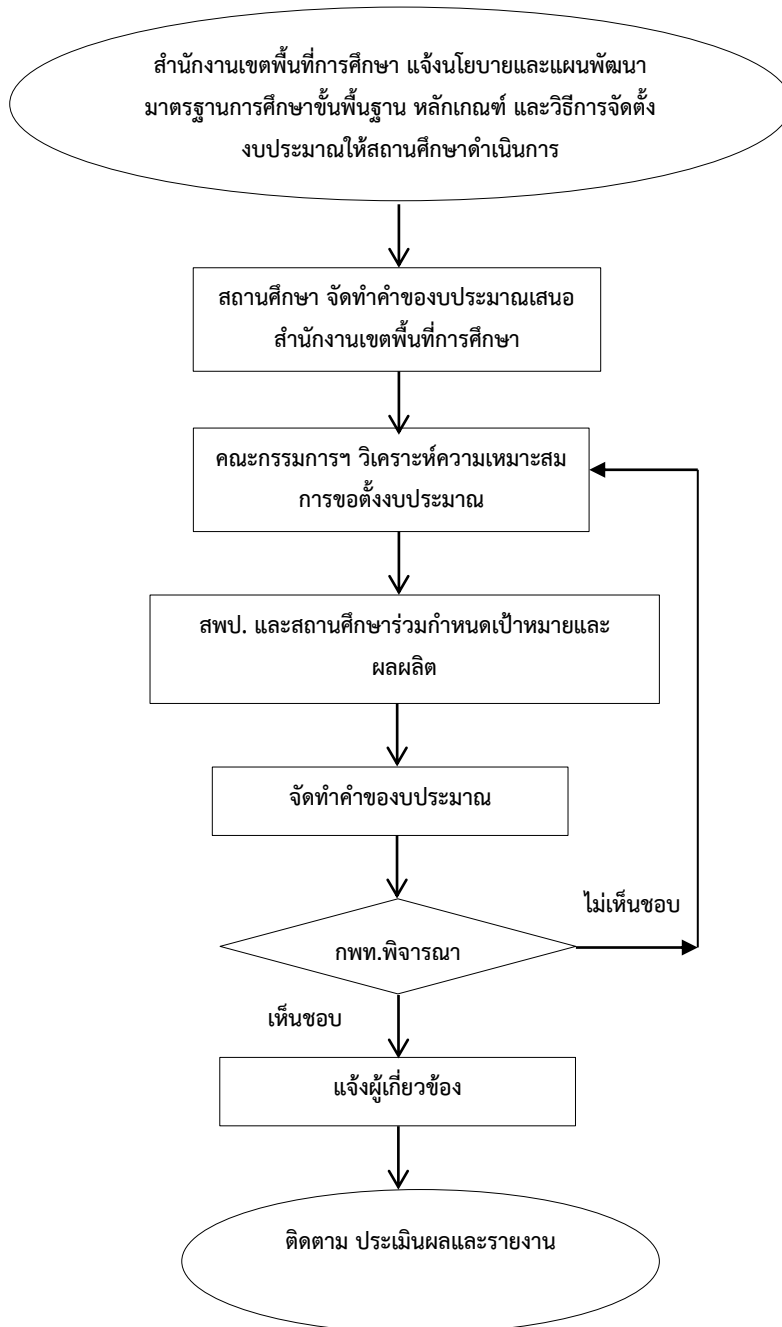 สำนักงานเขตพื้นที่การศึกษา แจ้งนโยบายและแผนพัฒนา
มาตรฐานการศึกษาขั้นพื้นฐาน หลักเกณฑ์ และวิธีการจัดตั้ง
งบประมาณให้สถานศึกษาดำเนินการ
สถานศึกษา จัดทำคำของบประมาณเสนอ
สำนักงานเขตพื้นที่การศึกษา
คณะกรรมการฯ วิเคราะห์ความเหมาะสม
การขอตั้งงบประมาณ
สพป. และสถานศึกษาร่วมกำหนดเป้าหมายและ
ผลผลิต
จัดทำคำของบประมาณ
ไม่เห็นชอบ
กพท.พิจารณา
เห็นชอบ
แจ้งผู้เกี่ยวข้อง
ติดตาม ประเมินผลและรายงาน